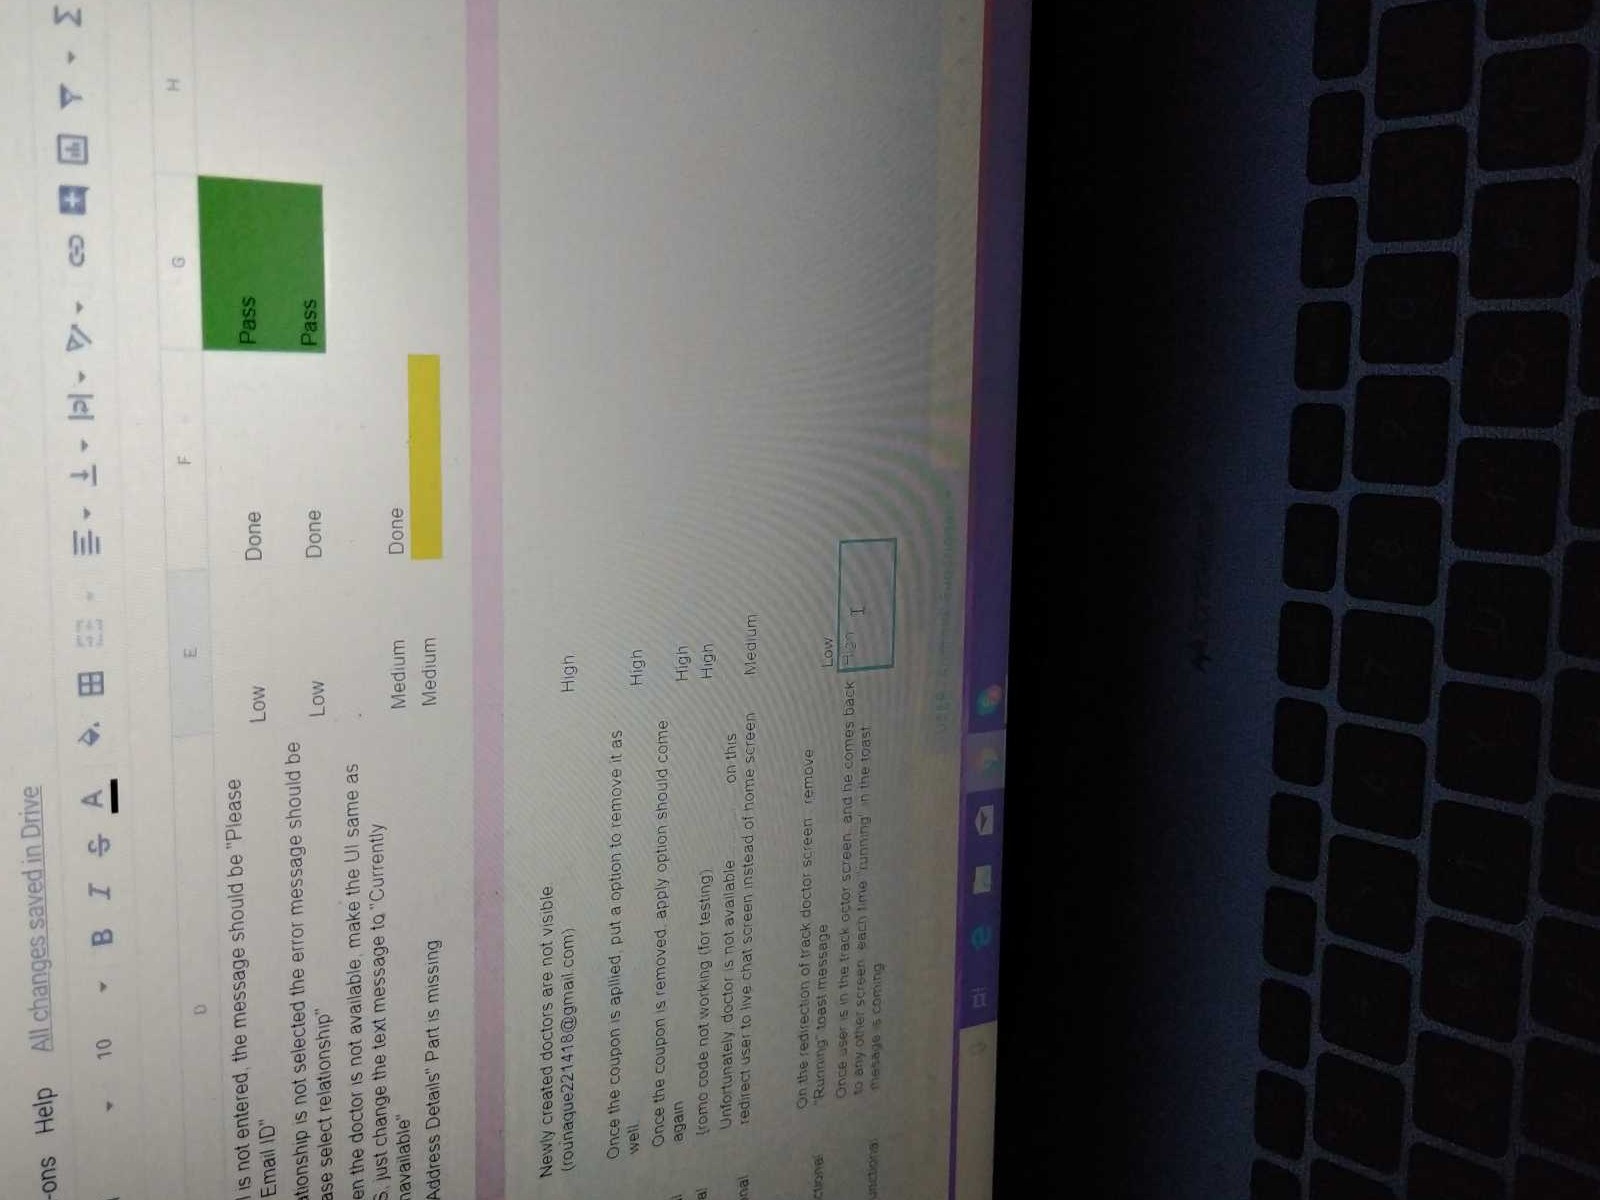 -ons Help All changes saved in Drive
10 B I S A
D E F G H
l is not entered, the message should be "Please Low Done Pass
Email ID"
ationship is not selected the error message should be Low Done Pass
ase select relationship"
en the doctor is not available, make the UI same as
S, just change the text message to "Currently Medium Done
navailable"
Address Details" Part is missing Medium
Newly created doctors are not visible High
(rounaque221418@gmail.com)
Once the coupon is apllied, put a option to remove it as High
well.
Once the coupon is removed, apply option should come High
again
romo code not working (for testing) High
Unfortunately doctor is not available on this
redirect user to live chat screen instead of home screen Medium
nal
On the redirection of track doctor screen, remove Low
"Running" toast message
ctional
Once user is in the track octor screen, and he comes back High
to any other screen, each time "running" in the toast
mesage is coming
unctional